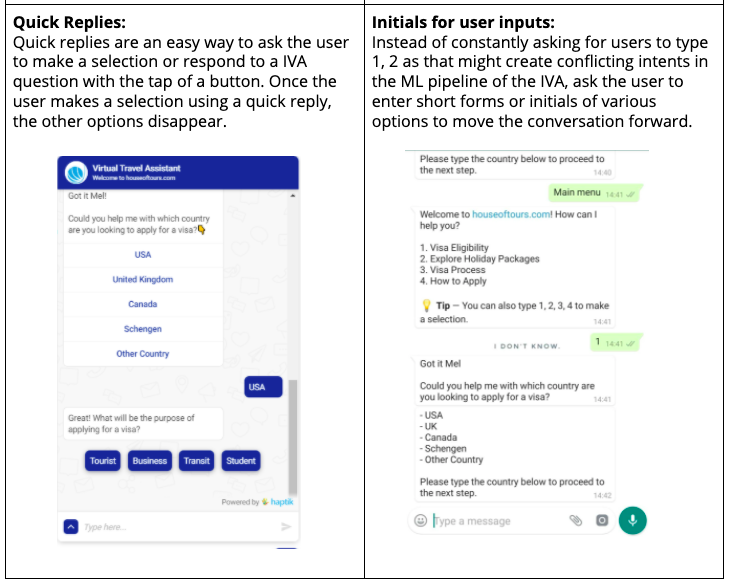 Quick Replies:
Quick replies are an easy way to ask the user
to make a selection or respond to a IVA
question with the tap of a button. Once the
user makes a selection using a quick reply,
the other options disappear.
Virtual Travel Assistant
Welcome to houseoftours.com
Got it Mel!
Could you help me with which country
are you looking to apply for a visa?👇
USA
United Kingdom
Canada
Schengen
Other Country
USA
Great! What will be the purpose of
applying for a visa?
Tourist Business Transit Student
Powered by haptik
Type here...
Initials for user inputs:
Instead of constantly asking for users to type
1, 2 as that might create conflicting intents in
the ML pipeline of the IVA, ask the user to
enter short forms or initials of various
options to move the conversation forward.
Please type the country below to proceed to
the next step. 14:40
Main menu 14:41
Welcome to houseoftours.com! How can I
help you?
1. Visa Eligibility
2. Explore Holiday Packages
3. Visa Process
4. How to Apply
💡 Tip – You can also type 1, 2, 3, 4 to make
a selection. 14:41
I DON'T KNOW.
1 14:41
Got it Mel
Could you help me with which country are
you looking to apply for a visa? 14:41
- USA
- UK
- Canada
- Schengen
- Other Country
Please type the country below to proceed to
the next step. 14:42
Type a message